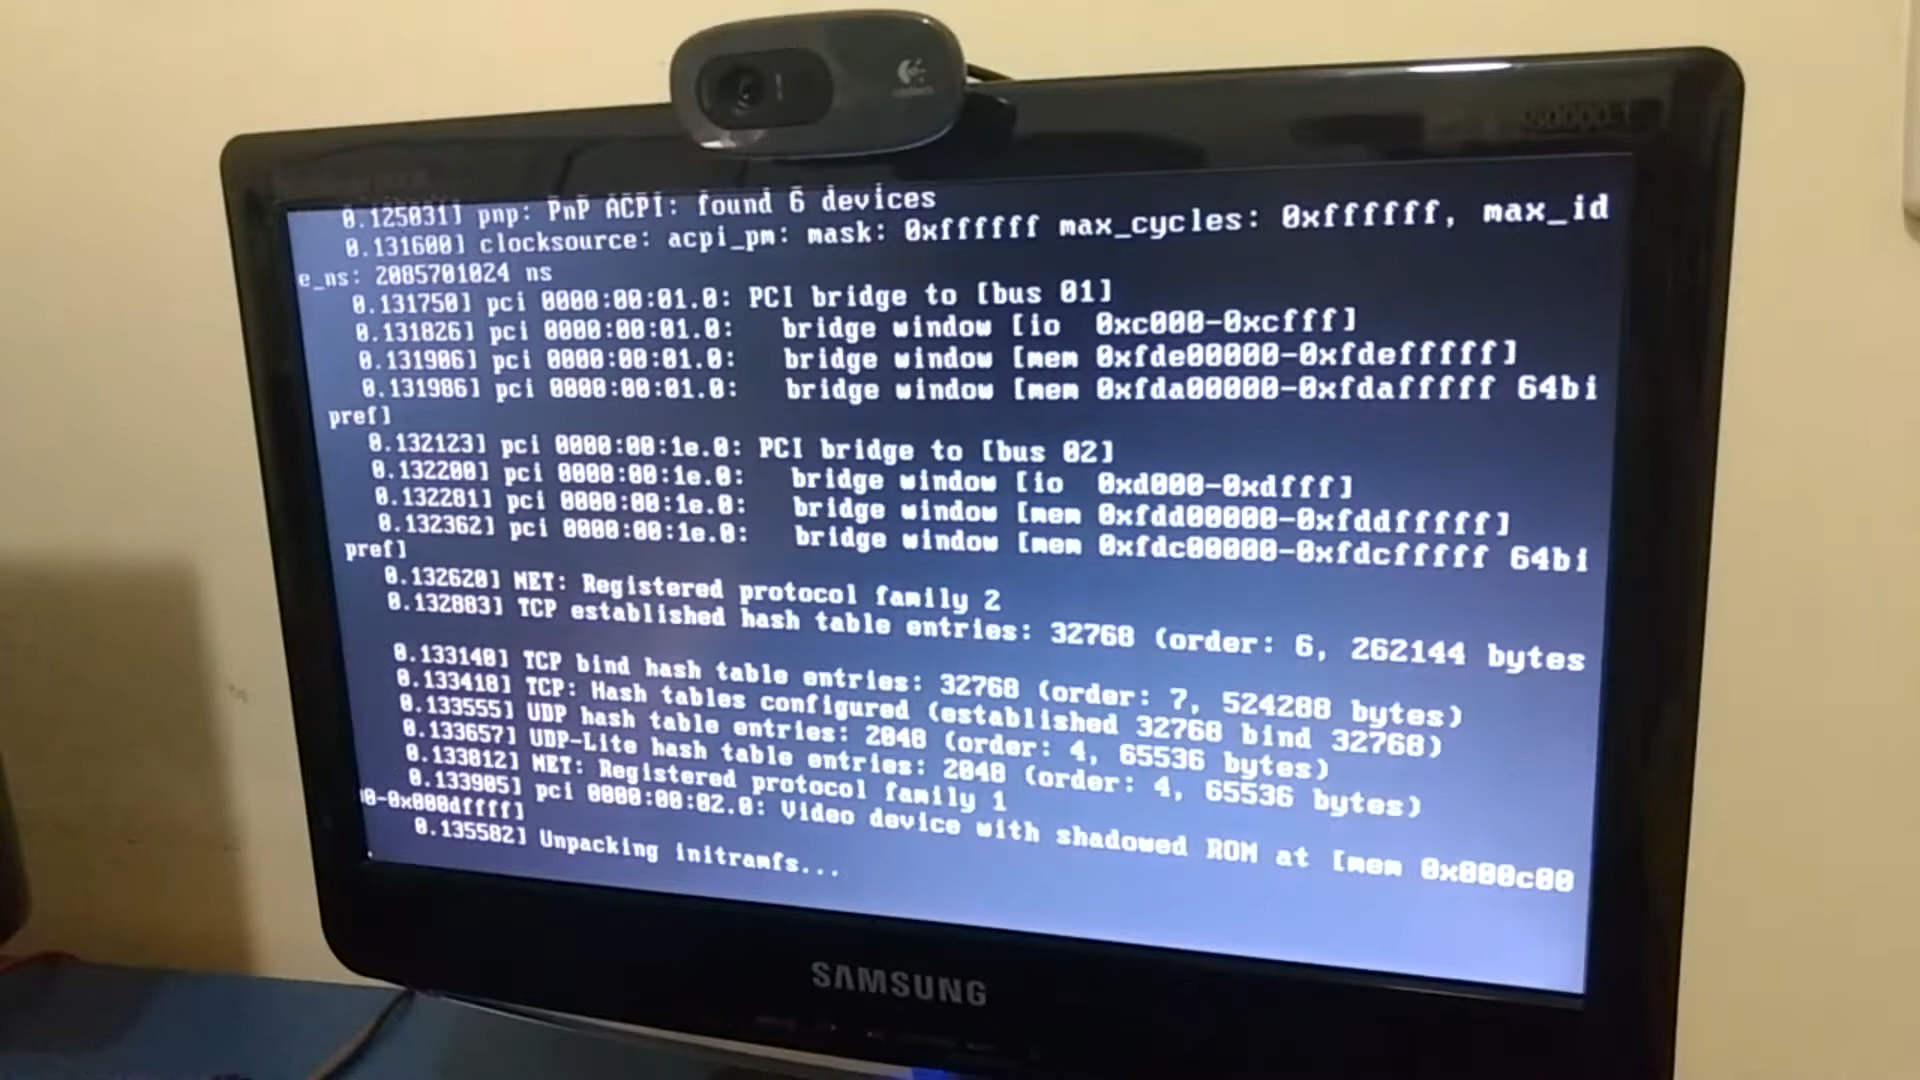 0.125031] pnp: PnP ACPI: found 6 devices
0.131600] clocksource: acpi_pm: mask: 0xffffff max_cycles: 0xffffff, max_id
e_ns: 2085701024 ns
0.131750] pci 0000:00:01.0: PCI bridge to [bus 01]
0.131826] pci 0000:00:01.0:   bridge window [io  0xc000-0xcfff]
0.131906] pci 0000:00:01.0:   bridge window [mem 0xfde00000-0xfdefffff]
0.131986] pci 0000:00:01.0:   bridge window [mem 0xfda00000-0xfdafffff 64bi
pref]
0.132123] pci 0000:00:1e.0: PCI bridge to [bus 02]
0.132200] pci 0000:00:1e.0:   bridge window [io  0xd000-0xdfff]
0.132281] pci 0000:00:1e.0:   bridge window [mem 0xfdd00000-0xfddfffff]
0.132362] pci 0000:00:1e.0:   bridge window [mem 0xfdc00000-0xfdcfffff 64bi
pref]
0.132620] NET: Registered protocol family 2
0.132883] TCP established hash table entries: 32768 (order: 6, 262144 bytes
0.133140] TCP bind hash table entries: 32768 (order: 7, 524288 bytes)
0.133418] TCP: Hash tables configured (established 32768 bind 32768)
0.133555] UDP hash table entries: 2048 (order: 4, 65536 bytes)
0.133657] UDP-Lite hash table entries: 2048 (order: 4, 65536 bytes)
0.133812] NET: Registered protocol family 1
0.133905] pci 0000:00:02.0: Video device with shadowed ROM at [mem 0x000c00
0-0x000dffff]
0.135582] Unpacking initramfs...
SAMSUNG